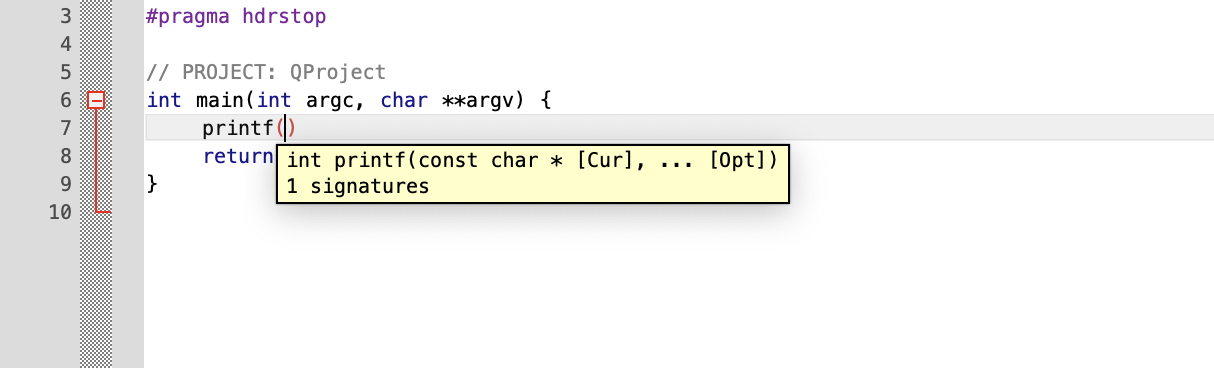 3 #pragma hdrstop
4
5 // PROJECT: QProject
6 int main(int argc, char **argv) {
7 printf()
8 return
int printf(const char * [Cur], ... [Opt])
1 signatures
9 }
10